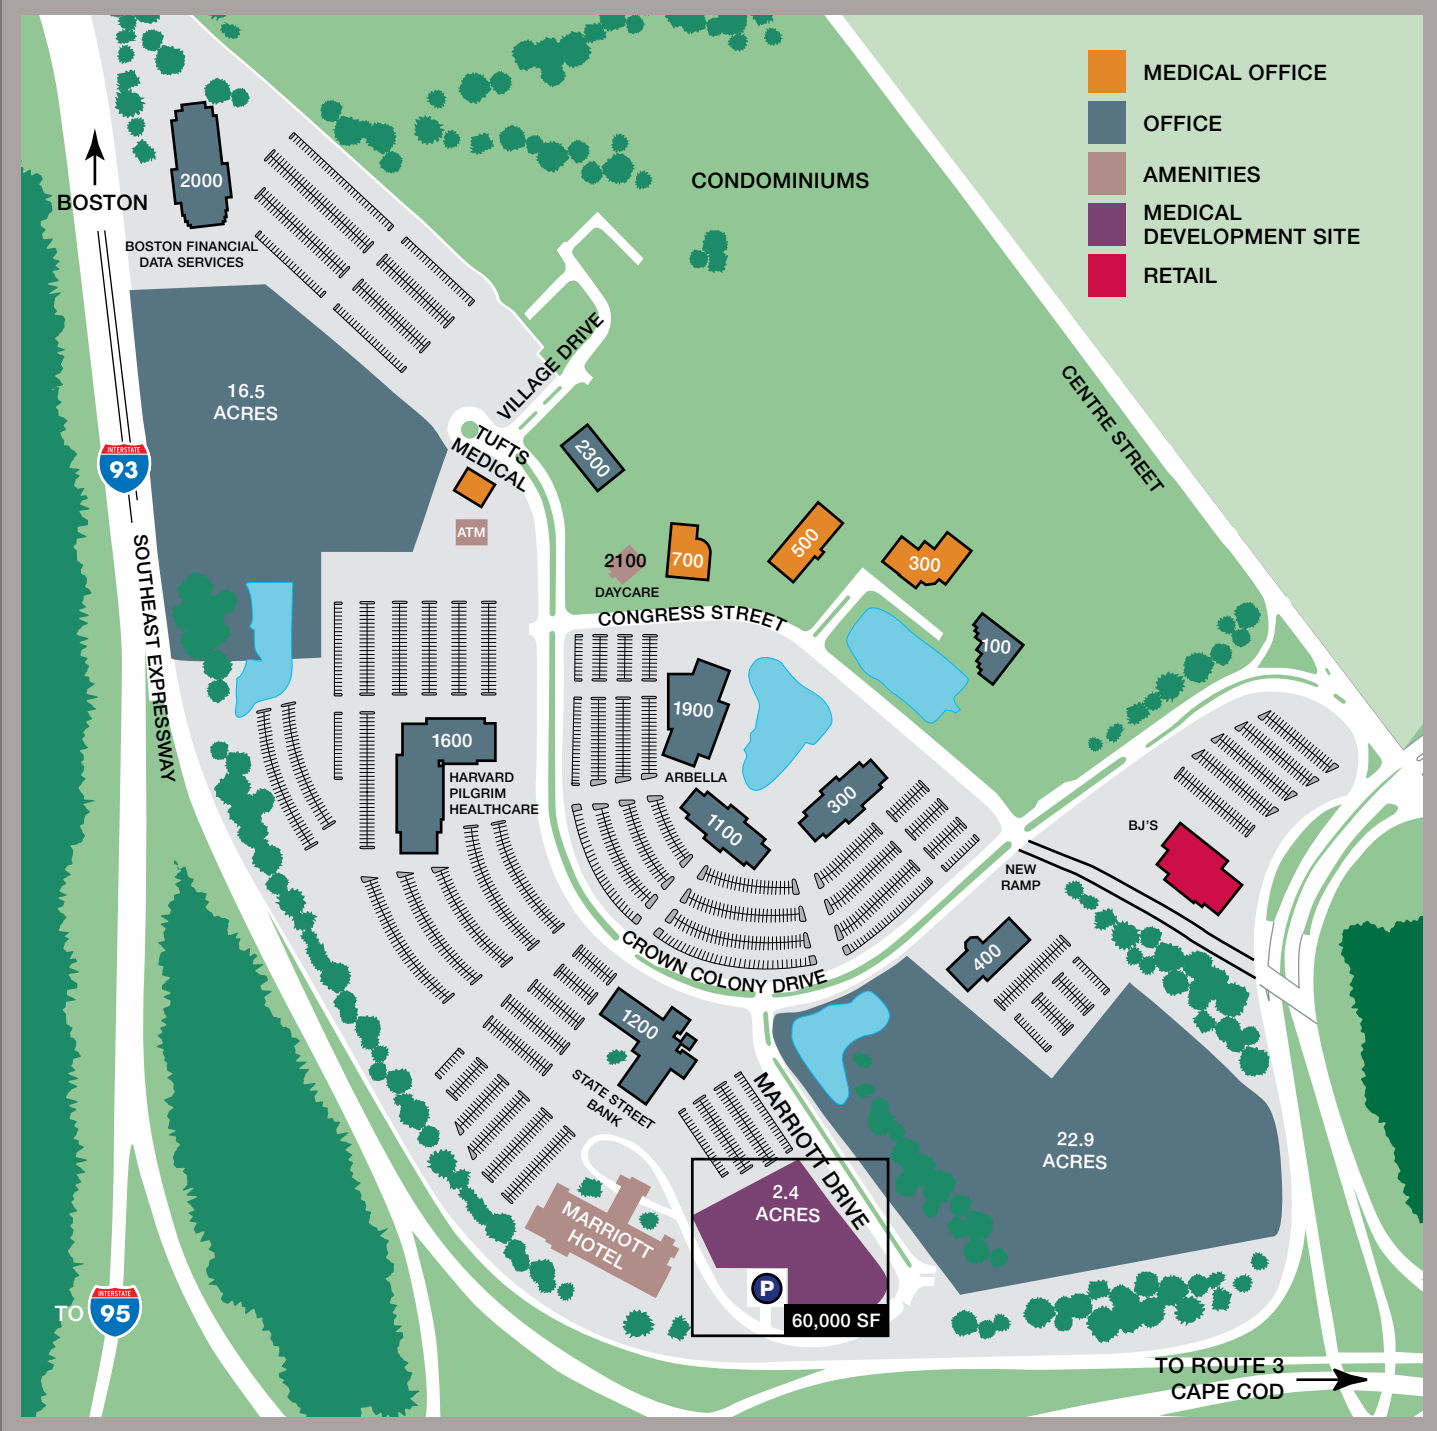 MEDICAL OFFICE
OFFICE
AMENITIES
MEDICAL
DEVELOPMENT SITE
RETAIL
BOSTON
2000
BOSTON FINANCIAL
DATA SERVICES
CONDOMINIUMS
16.5
ACRES
VILLAGE DRIVE
CENTRE STREET
INTERSTATE
93
SOUTHEAST EXPRESSWAY
TUFTS
MEDICAL
2300
ATM
2100
DAYCARE
700
500
300
100
CONGRESS STREET
1900
ARBELLA
1600
HARVARD
PILGRIM
HEALTHCARE
1100
300
BJ'S
NEW
RAMP
400
CROWN COLONY DRIVE
1200
STATE STREET
BANK
MARRIOTT DRIVE
22.9
ACRES
2.4
ACRES
MARRIOTT
HOTEL
P
60,000 SF
TO
INTERSTATE
95
TO ROUTE 3
CAPE COD